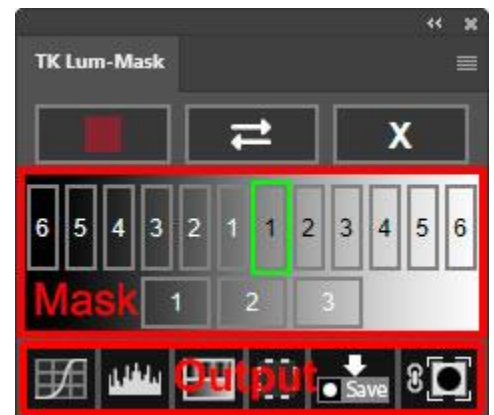 TK Lum-Mask
X
6 5 4 3 2 1 1 2 3 4 5 6
Mask 1 2 3
Output
Save